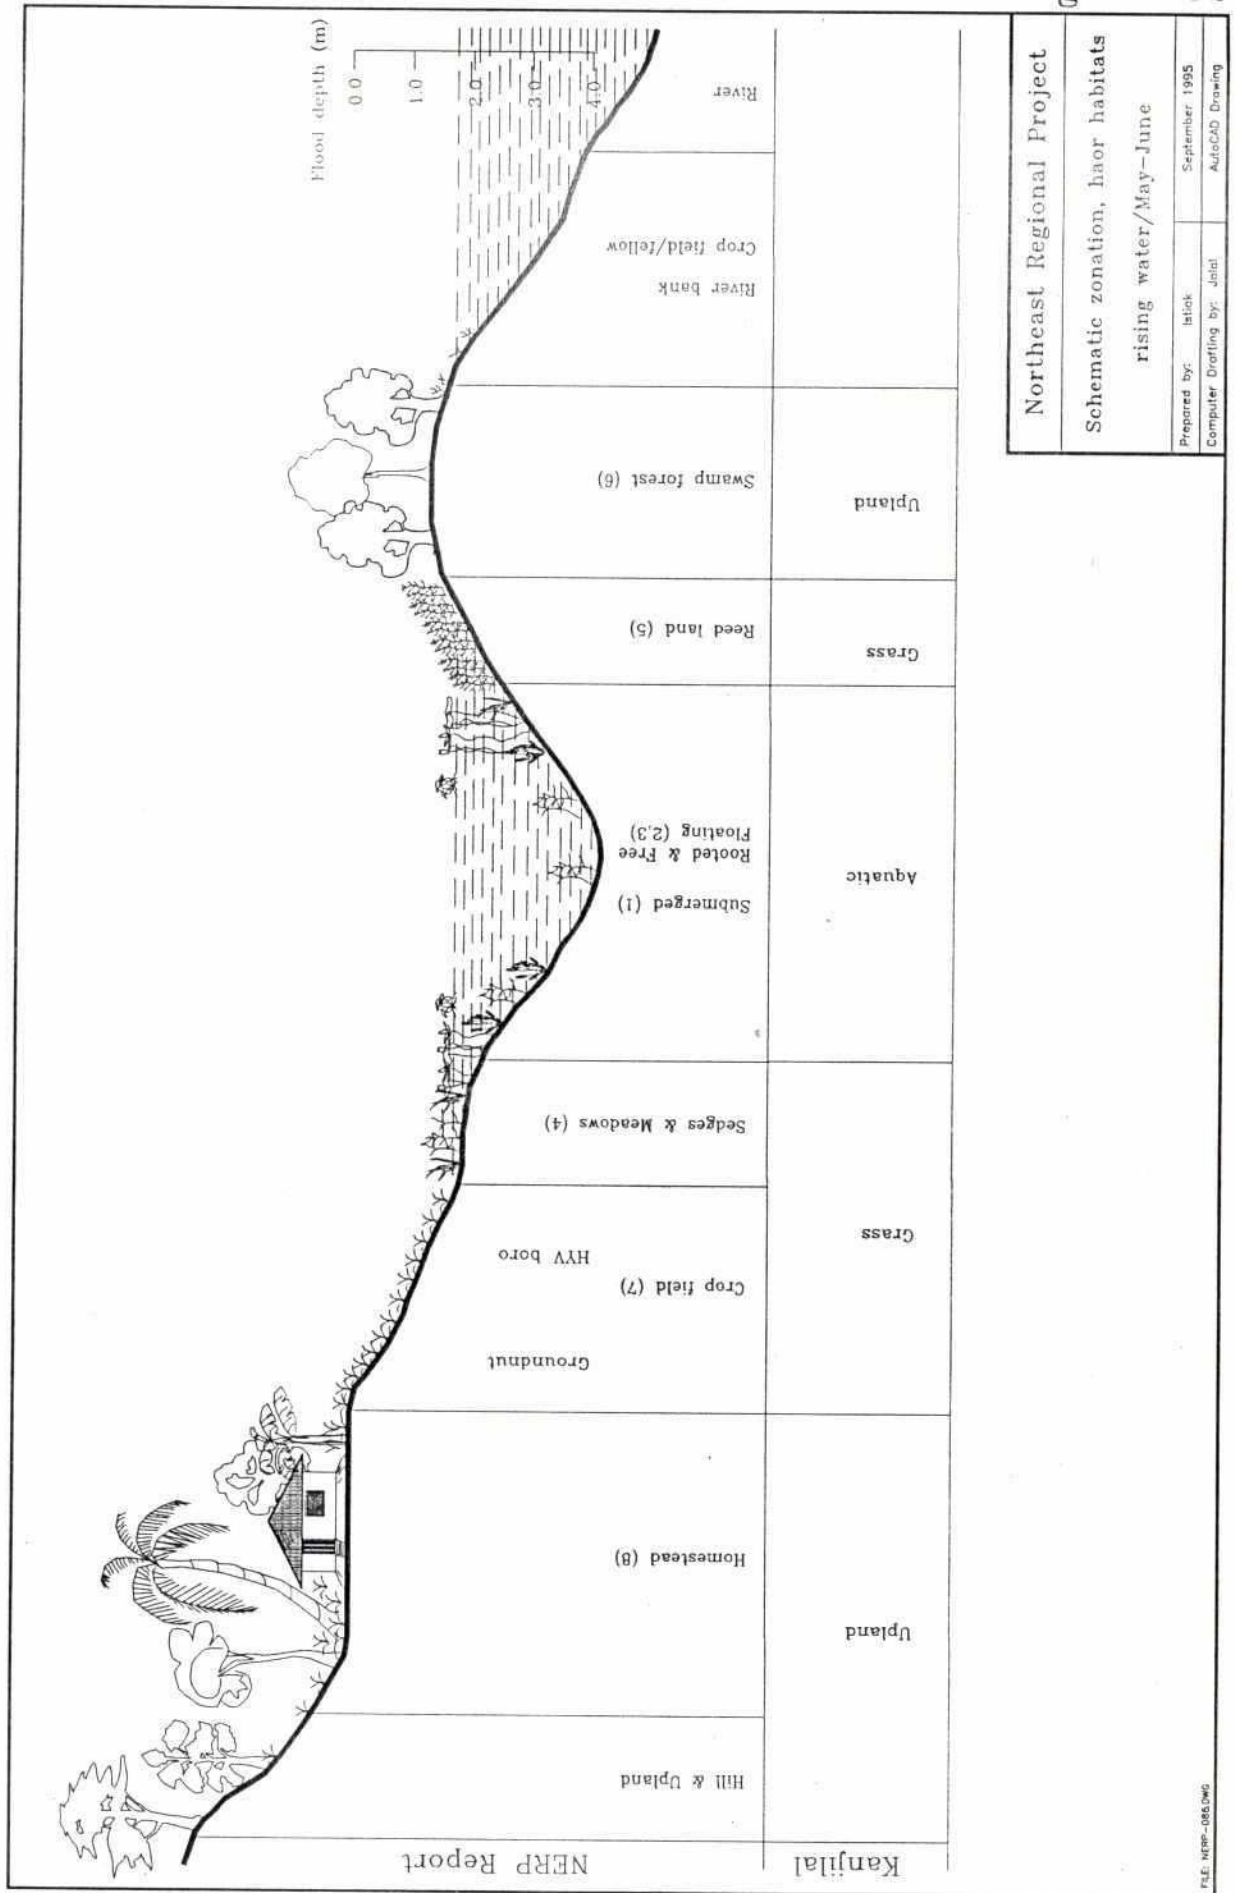 Flood depth (m)
0.0
1.0
2.0
3.0
4.0
River
Crop field/fellow
River bank
Swamp forest (6)
Upland
Reed land (5)
Grass
Rooted & Free
Floating (2,3)
Submerged (1)
Aquatic
Sedges & Meadows (4)
HYV boro
Crop field (7)
Groundnut
Grass
Homestead (8)
Upland
Hill & Upland
NERP Report
Kanjilal
Northeast Regional Project
Schematic zonation, haor habitats
rising water/May-June
Prepared by: Istiak
September 1995
Computer Drafting by: Jalal
AutoCAD Drawing
FILE: NERP-086.DWG